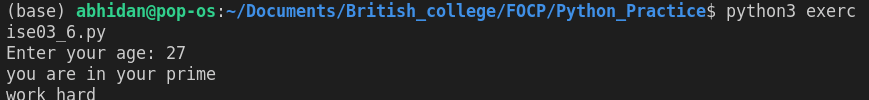 (base) abhidan@pop-os:~/Documents/British_college/FOCP/Python_Practice$ python3 exerc
ise03_6.py
Enter your age: 27
you are in your prime
work hard